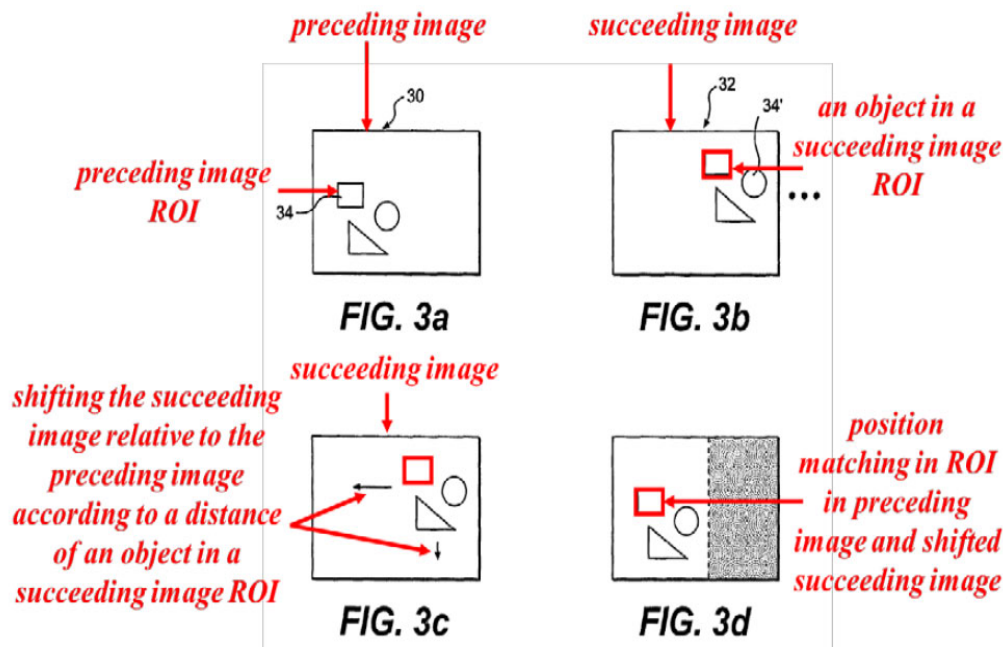 preceding image
succeeding image
30
32
34'
an object in a
succeeding image
ROI
preceding image
ROI
34
...
FIG. 3a
FIG. 3b
succeeding image
shifting the succeeding
image relative to the
preceding image
according to a distance
of an object in a
succeeding image ROI
position
matching in ROI
in preceding
image and shifted
succeeding image
FIG. 3c
FIG. 3d